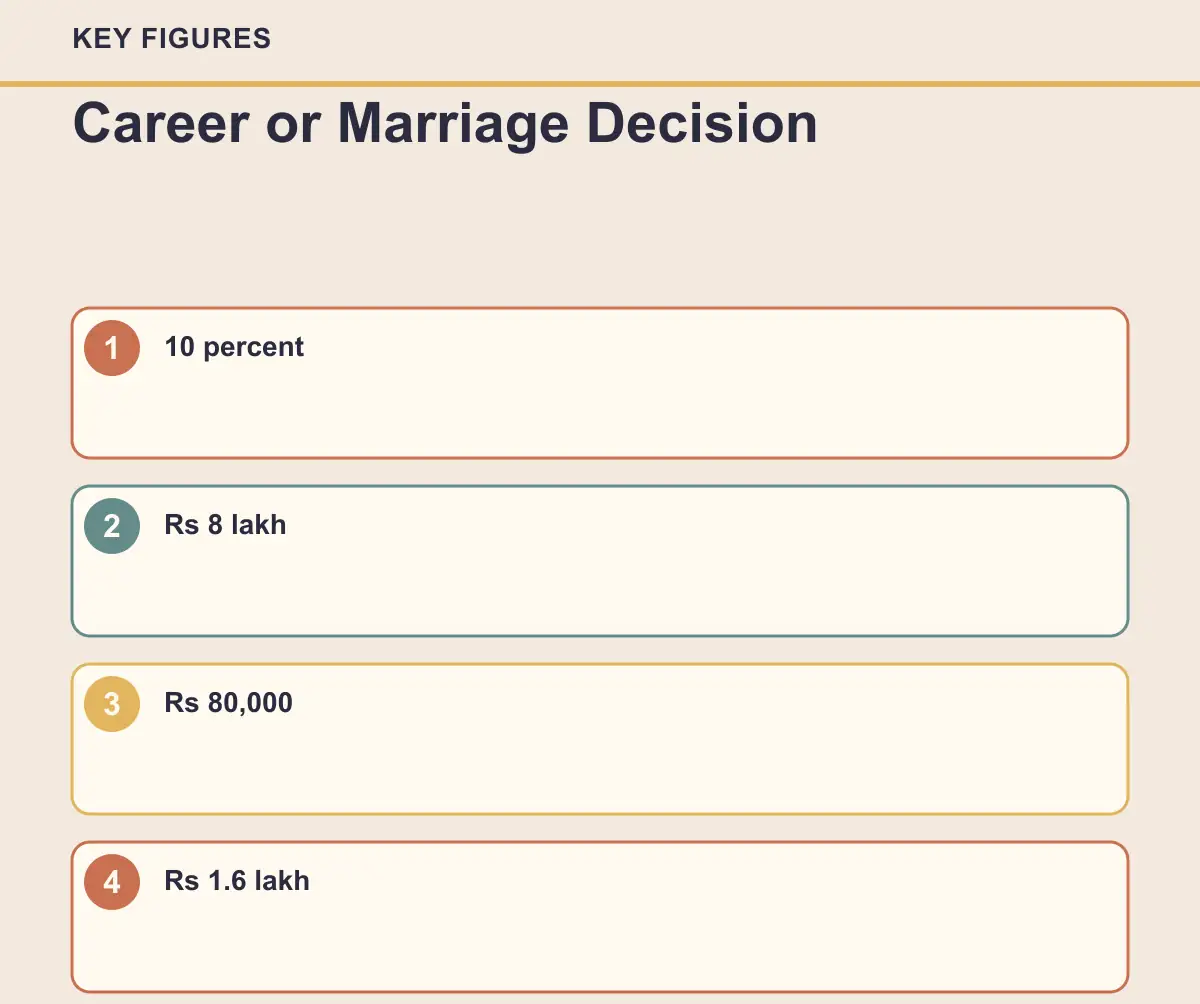 KEY FIGURES
Career or Marriage Decision
1 10 percent
2 Rs 8 lakh
3 Rs 80,000
4 Rs 1.6 lakh